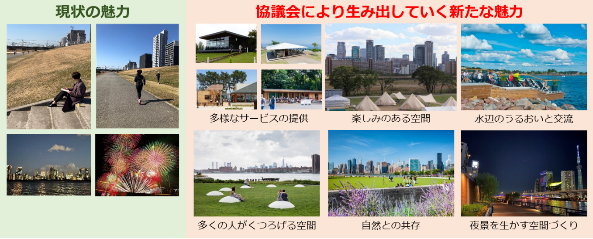 現状の魅力
協議会により生み出していく新たな魅力
多様なサービスの提供
楽しみのある空間
水辺のうるおいと交流
多くの人がくつろげる空間
自然との共存
夜景を生かす空間づくり